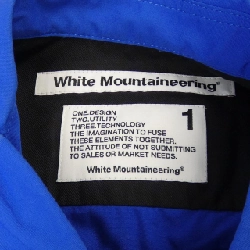 White Mountaineering®
ONE.DESIGN
TWO.UTILITY
THREE.TECHNOLOGY
THE IMAGINATION TO FUSE
THESE ELEMENTS TOGETHER.
THE ATTITUDE OF NOT SUBMITTING
TO SALES OR MARKET NEEDS.
1
White Mountaineering®